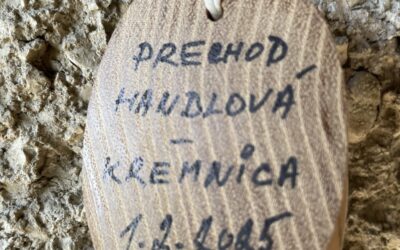 PRECHOD
HANDLOVÁ
-
KREMNICA
1.2.2025